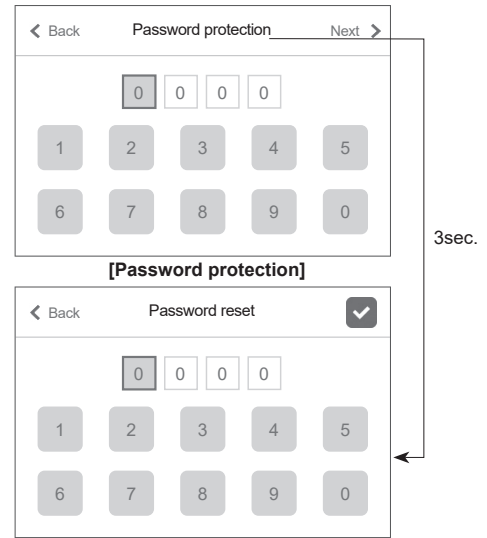 Back Password protection Next
0 0 0 0
1 2 3 4 5
6 7 8 9 0
3sec.
[Password protection]
Back Password reset
0 0 0 0
1 2 3 4 5
6 7 8 9 0